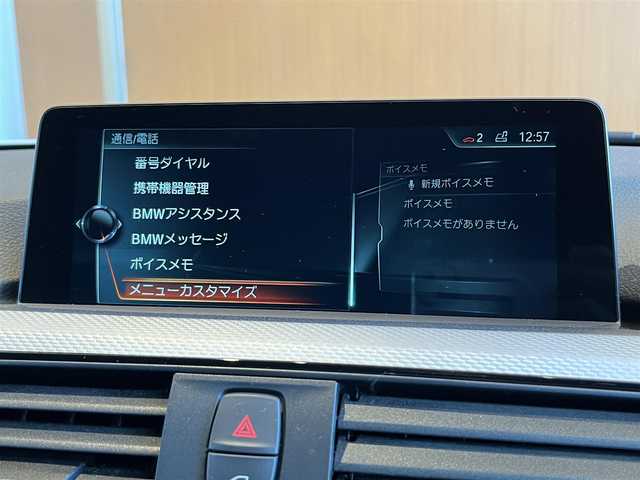 通信/電話
2 12:57
番号ダイヤル
携帯機器管理
BMWアシスタンス
BMWメッセージ
ボイスメモ
メニューカスタマイズ
ボイスメモ
新規ボイスメモ
ボイスメモ
ボイスメモがありません